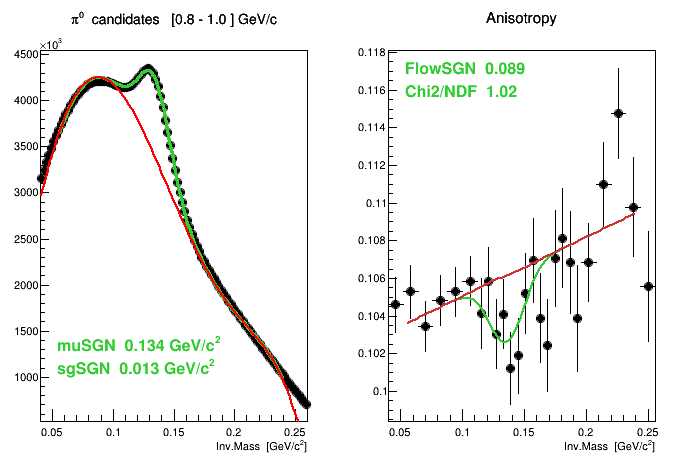 π⁰ candidates [0.8 - 1.0 ] GeV/c
×10³
4500
4000
3500
3000
2500
2000
1500
1000
muSGN 0.134 GeV/c²
sgSGN 0.013 GeV/c²
0.05 0.1 0.15 0.2 0.25
Inv.Mass [GeV/c²]
Anisotropy
0.118
0.116
0.114
0.112
0.11
0.108
0.106
0.104
0.102
0.1
FlowSGN 0.089
Chi2/NDF 1.02
0.05 0.1 0.15 0.2 0.25
Inv.Mass [GeV/c²]